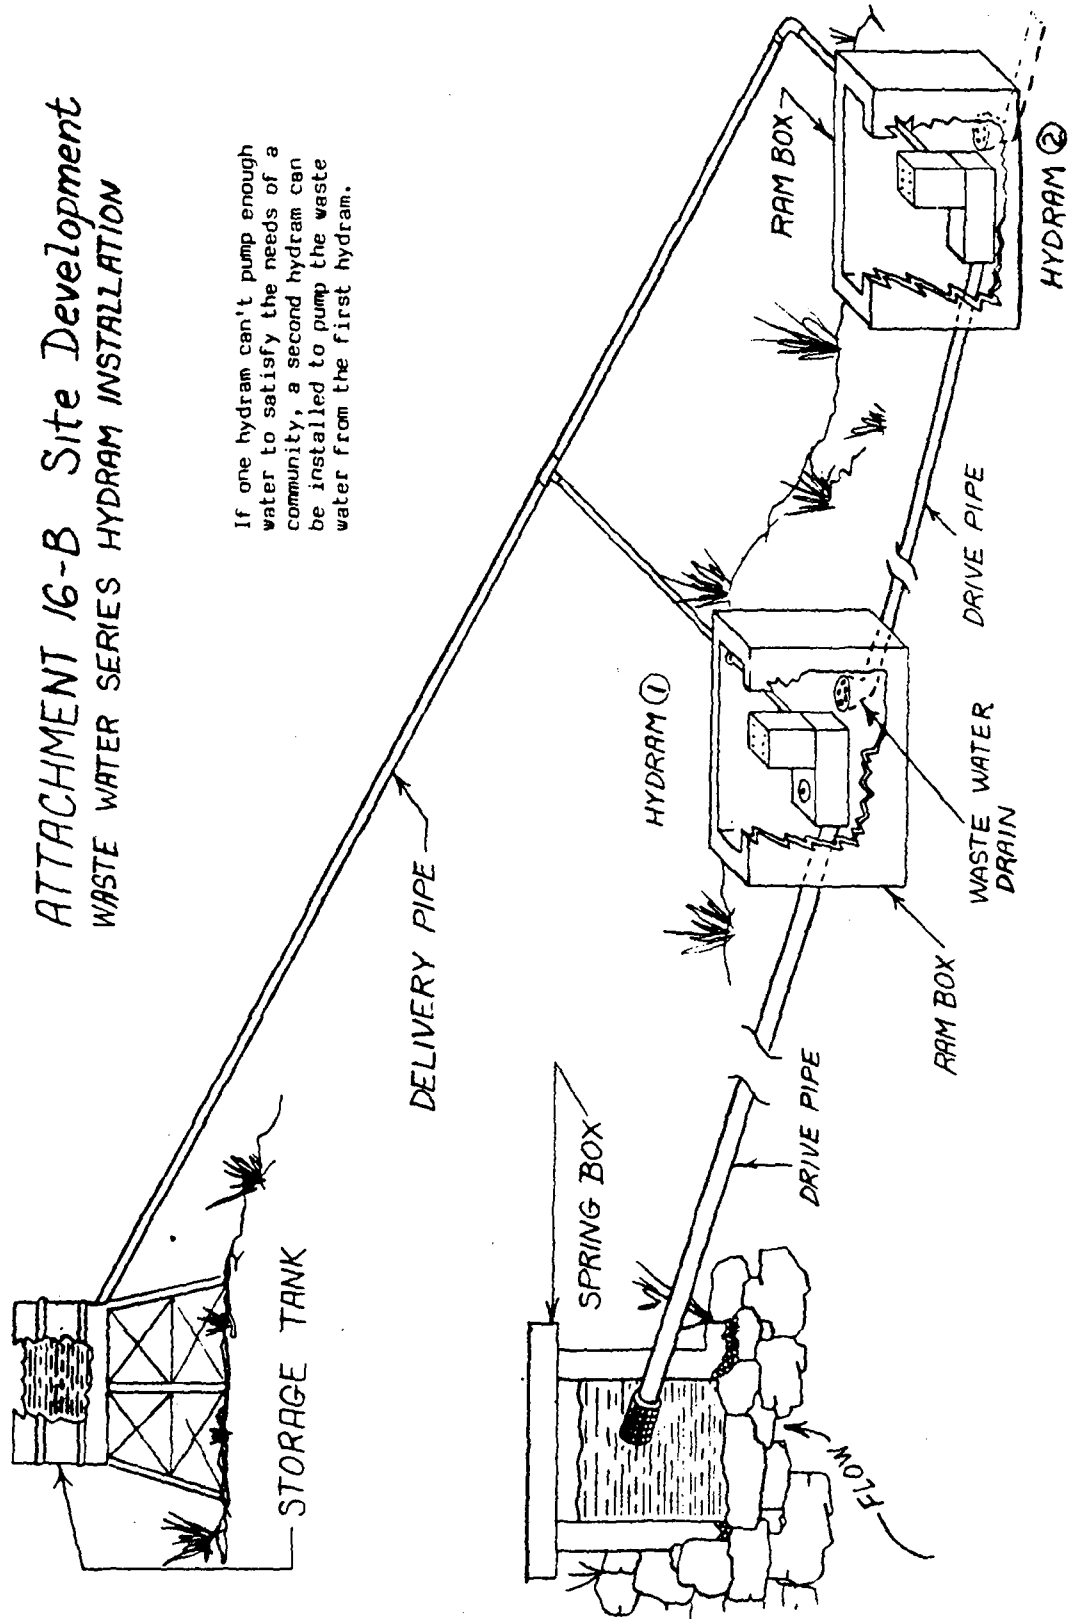 ATTACHMENT 16-B Site Development
WASTE WATER SERIES HYDRAM INSTALLATION
If one hydram can't pump enough
water to satisfy the needs of a
community, a second hydram can
be installed to pump the waste
water from the first hydram.
STORAGE TANK
DELIVERY PIPE
SPRING BOX
DRIVE PIPE
FLOW
HYDRAM ①
RAM BOX
WASTE WATER
DRAIN
DRIVE PIPE
RAM BOX
HYDRAM ②